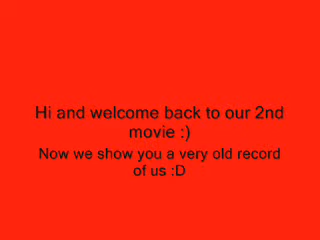 Hi and welcome back to our 2nd
movie :)
Now we show you a very old record
of us :D